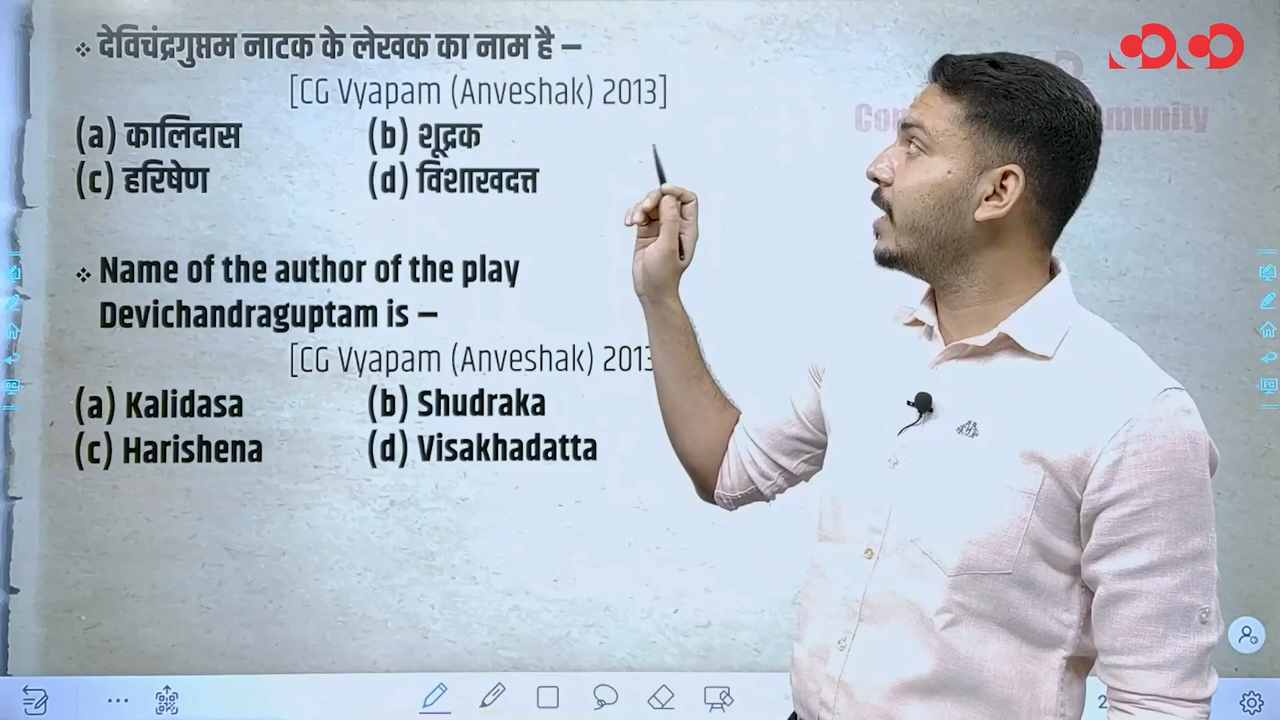 ❖ देविचंद्रगुप्तम नाटक के लेखक का नाम है –
[CG Vyapam (Anveshak) 2013]
(a) कालिदास (b) शूद्रक
(c) हरिषेण (d) विशाखदत्त
❖ Name of the author of the play
Devichandraguptam is –
[CG Vyapam (Anveshak) 2013
(a) Kalidasa (b) Shudraka
(c) Harishena (d) Visakhadatta